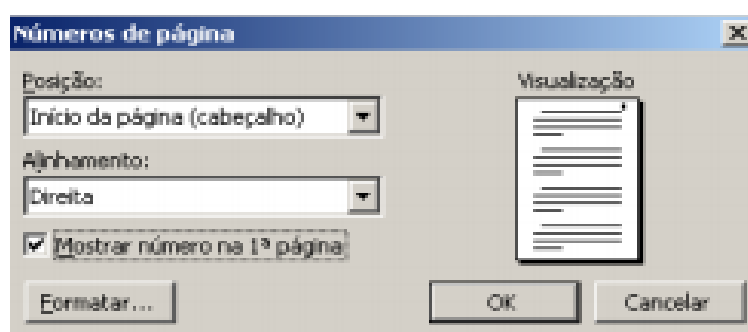 Números de página
Posição:
Visualização
Início da página (cabeçalho)
Alinhamento:
Direita
Mostrar número na 1ª página
Formatar...
OK
Cancelar